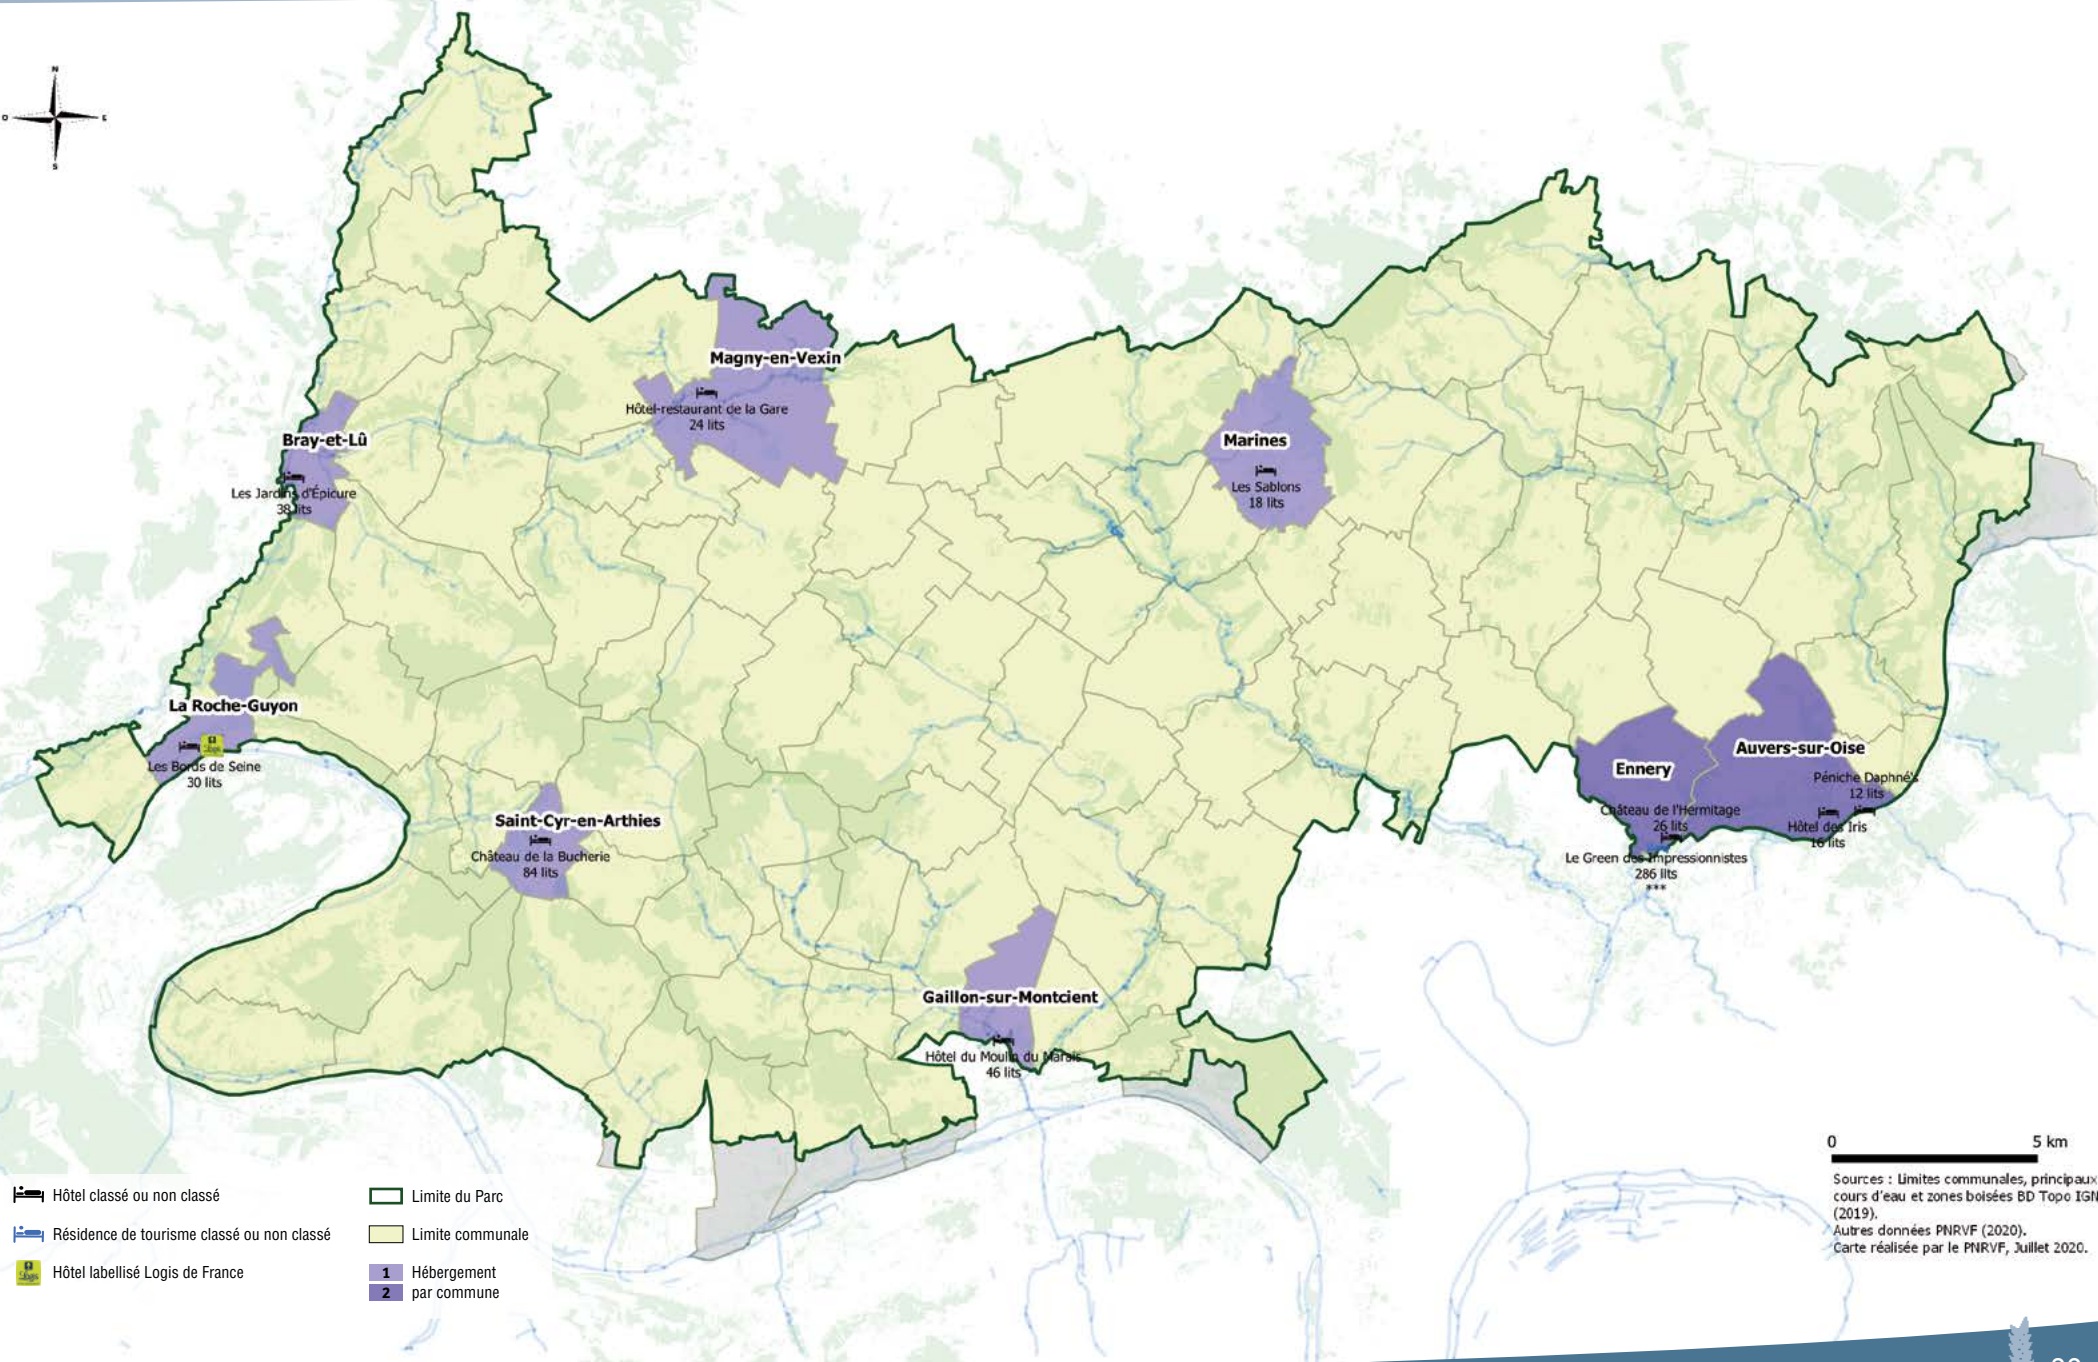 N
O
E
S
Magny-en-Vexin
Hôtel-restaurant de la Gare
24 lits
Bray-et-Lû
Les Jardins d'Épicure
38 lits
Marines
Les Sablons
18 lits
La Roche-Guyon
Les Bords de Seine
30 lits
Saint-Cyr-en-Arthies
Château de la Bucherie
84 lits
Auvers-sur-Oise
Péniche Daphné's
12 lits
Hôtel des Iris
16 lits
Ennery
Château de l'Hermitage
26 lits
Le Green des Impressionnistes
286 lits
***
Gaillon-sur-Montcient
Hôtel du Moulin du Marais
46 lits
0 5 km
Sources : Limites communales, principaux
cours d'eau et zones boisées BD Topo IGN
(2019).
Autres données PNRVF (2020).
Carte réalisée par le PNRVF, Juillet 2020.
Hôtel classé ou non classé
Résidence de tourisme classé ou non classé
Hôtel labellisé Logis de France
Limite du Parc
Limite communale
1 Hébergement
2 par commune